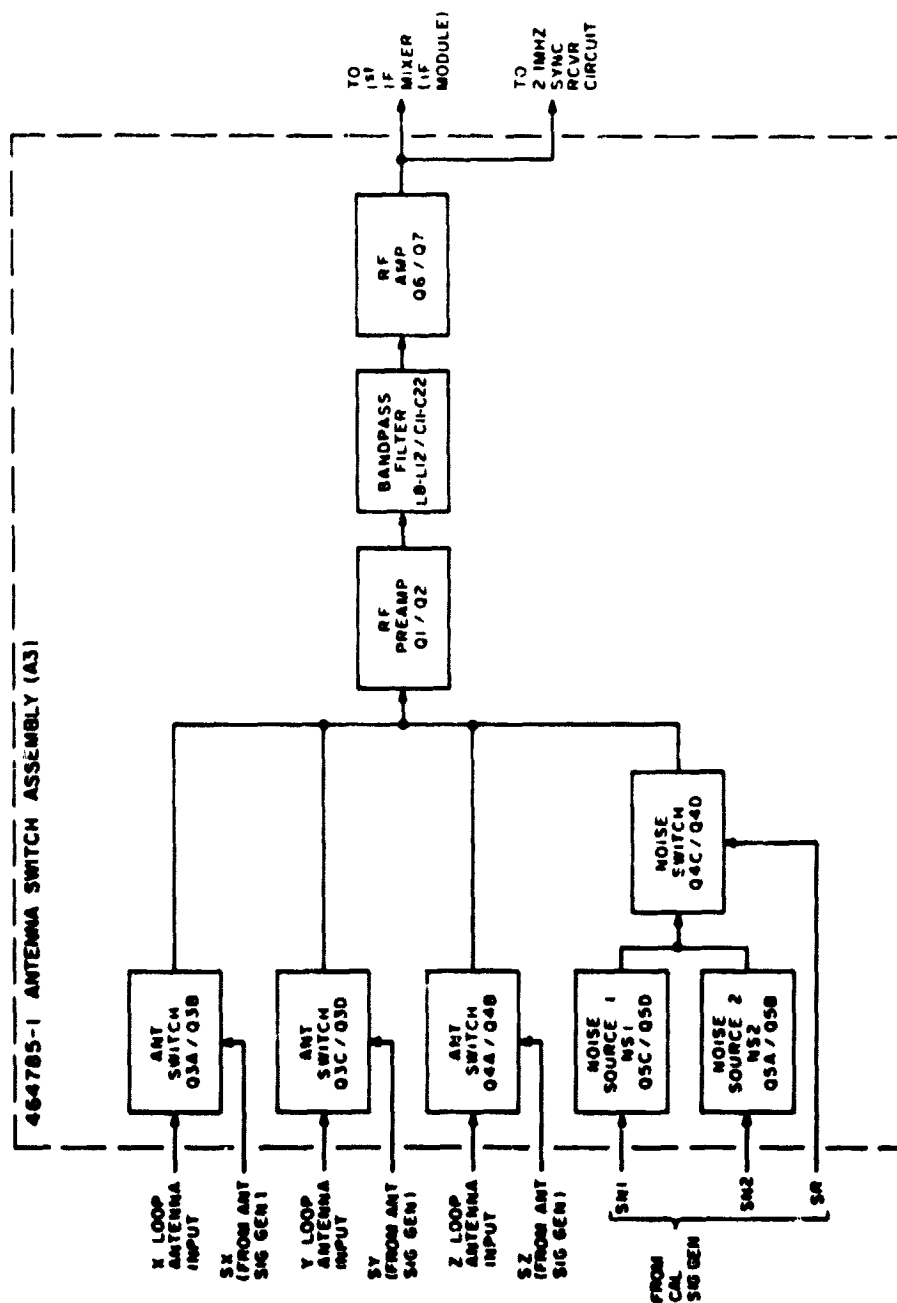 464785-1 ANTENNA SWITCH ASSEMBLY (A3)
X LOOP
ANTENNA
INPUT
SX
(FROM ANT
SIG GEN)
Y LOOP
ANTENNA
INPUT
SY
(FROM ANT
SIG GEN)
Z LOOP
ANTENNA
INPUT
SZ
(FROM ANT
SIG GEN)
FROM
CAL
SIG GEN
SN1
SN2
SR
ANT
SWITCH
Q3A / Q3B
ANT
SWITCH
Q3C / Q3D
ANT
SWITCH
Q4A / Q4B
NOISE
SOURCE 1
NS1
Q5C / Q5D
NOISE
SOURCE 2
NS2
Q5A / Q5B
NOISE
SWITCH
Q4C / Q4D
RF
PREAMP
Q1 / Q2
BANDPASS
FILTER
L8-L12 / C11-C22
RF
AMP
Q6 / Q7
TO
1ST
IF
MIXER
(IF
MODULE)
TO
2.1MHZ
SYNC
RCVR
CIRCUIT